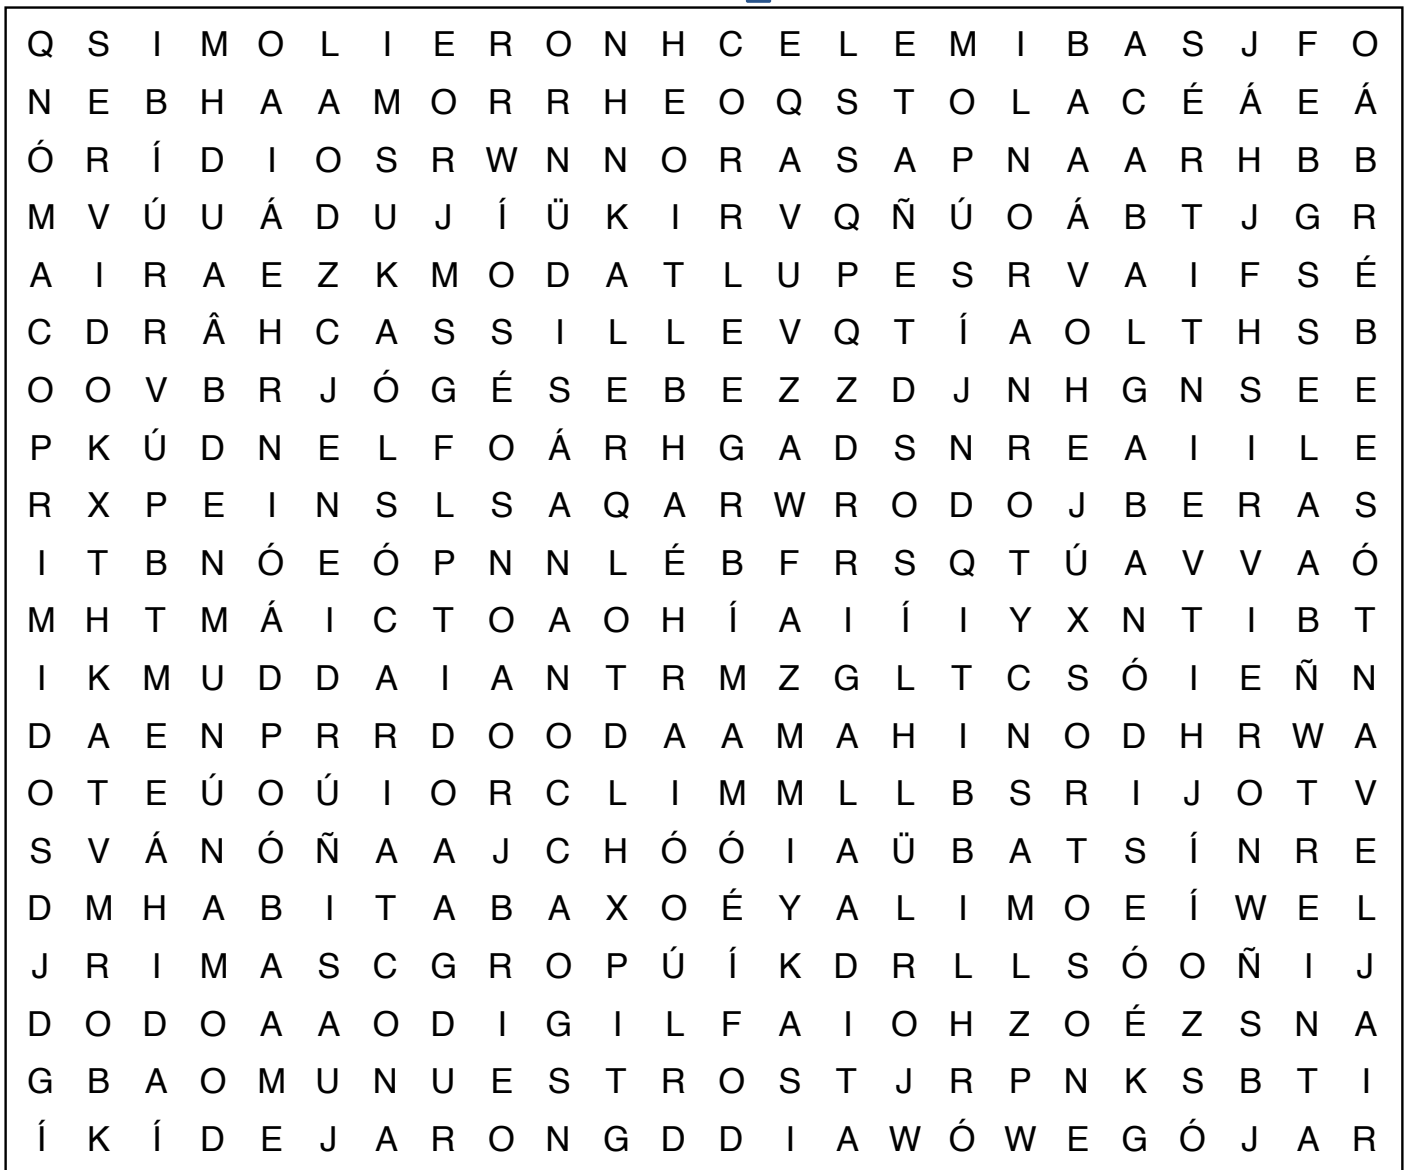 Q S I M O L I E R O N H C E L E M I B A S J F O
N E B H A A M O R R H E O Q S T O L A C É Á E Á
Ó R Í D I O S R W N N O R A S A P N A A R H B B
M V Ú U Á D U J Í Ü K I R V Q Ñ Ú O Á B T J G R
A I R A E Z K M O D A T L U P E S R V A I F S É
C D R Â H C A S S I L L E V Q T Í A O L T H S B
O O V B R J Ó G É S E B E Z Z D J N H G N S E E
P K Ú D N E L F O Á R H G A D S N R E A I I L E
R X P E I N S L S A Q A R W R O D O J B E R A S
I T B N Ó E Ó P N N L É B F R S Q T Ú A V V A Ó
M H T M Á I C T O A O H Í A I Í I Y X N T I B T
I K M U D D A I A N T R M Z G L T C S Ó I E Ñ N
D A E N P R R D O O D A A M A H I N O D H R W A
O T E Ú O Ú I O R C L I M M L L B S R I J O T V
S V Á N Ó Ñ A A J C H Ó Ó I A Ü B A T S Í N R E
D M H A B I T A B A X O É Y A L I M O E Í W E L
J R I M A S C G R O P Ú Í K D R L L S Ó O Ñ I J
D O D O A A O D I G I L F A I O H Z O É Z S N A
G B A O M U N U E S T R O S T J R P N K S B T I
Í K Í D E J A R O N G D D I A W Ó W E G Ó J A R